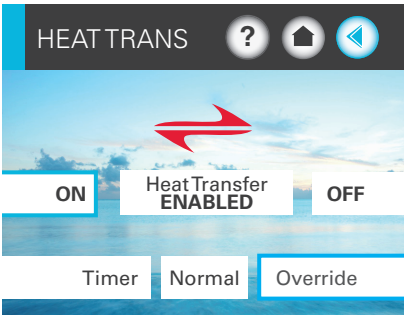 HEAT TRANS ?
Heat Transfer
ON ENABLED OFF
Timer Normal Override